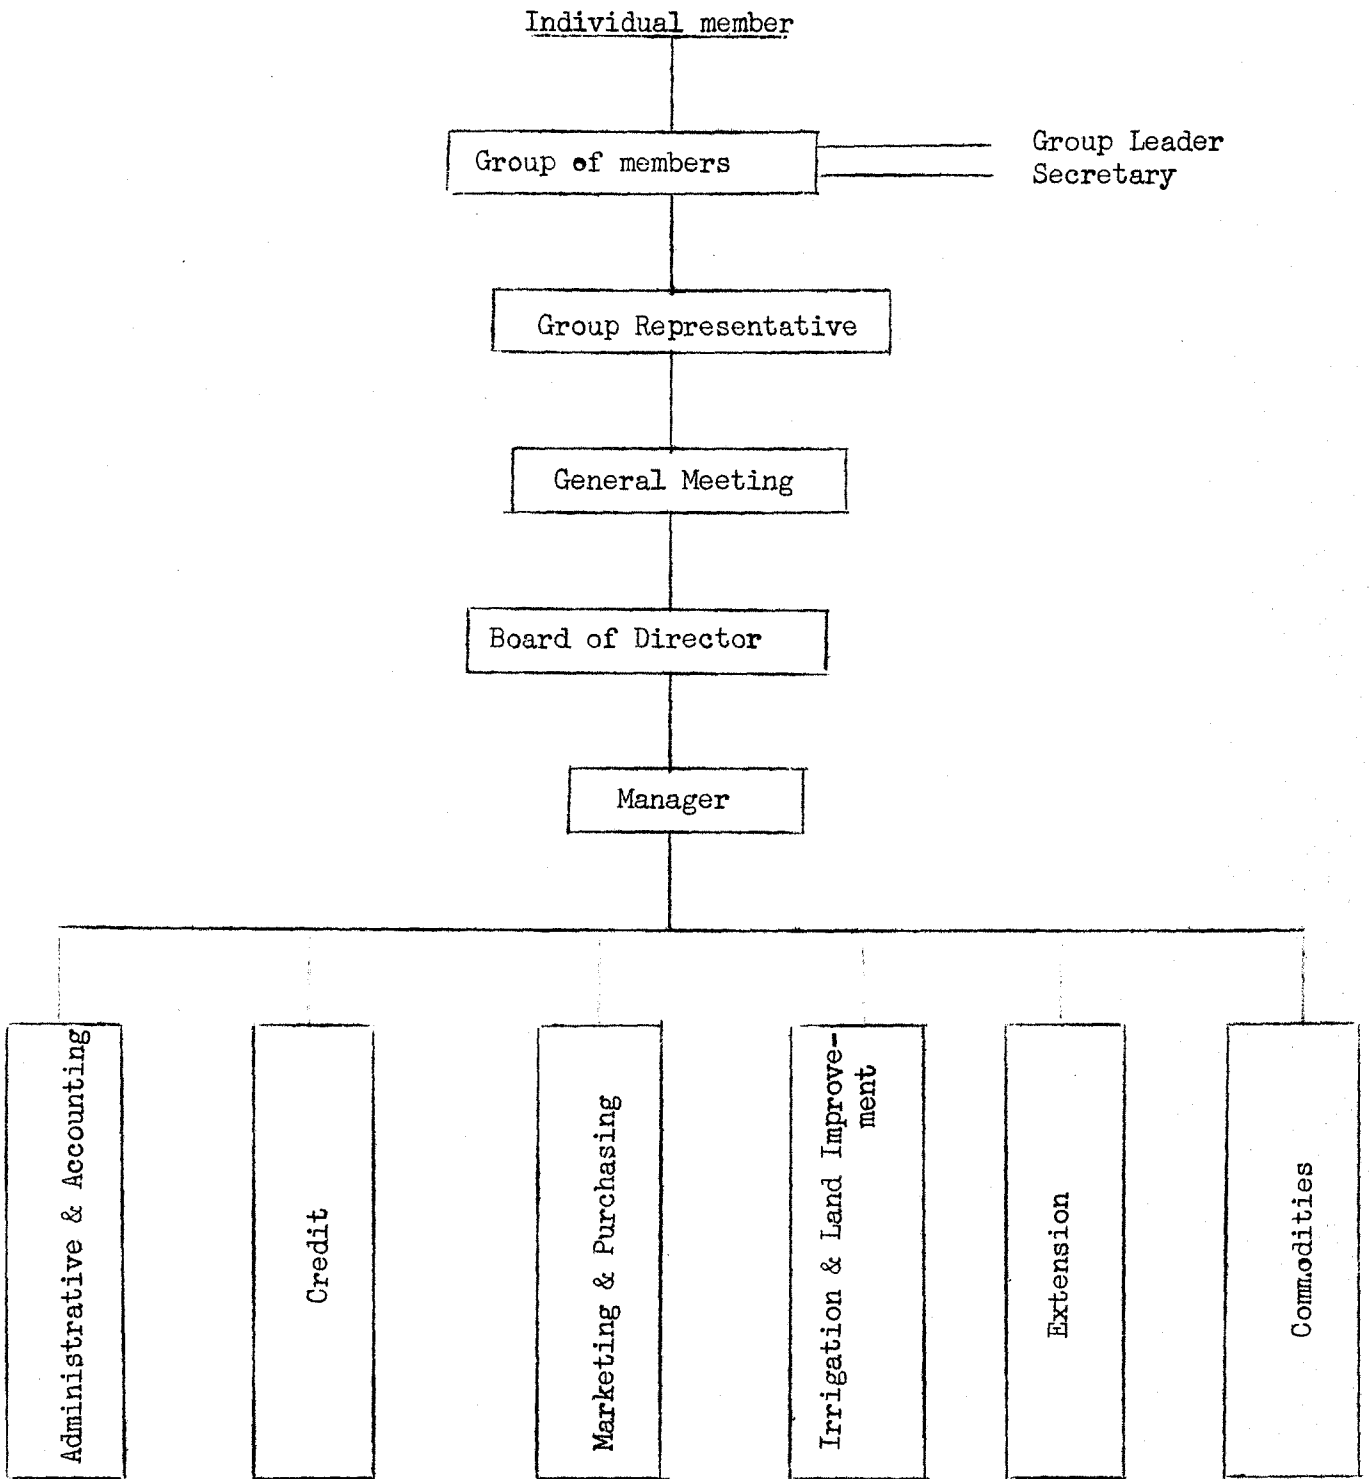 Individual member
Group of members
Group Leader
Secretary
Group Representative
General Meeting
Board of Director
Manager
Administrative & Accounting
Credit
Marketing & Purchasing
Irrigation & Land Improve-
ment
Extension
Commodities